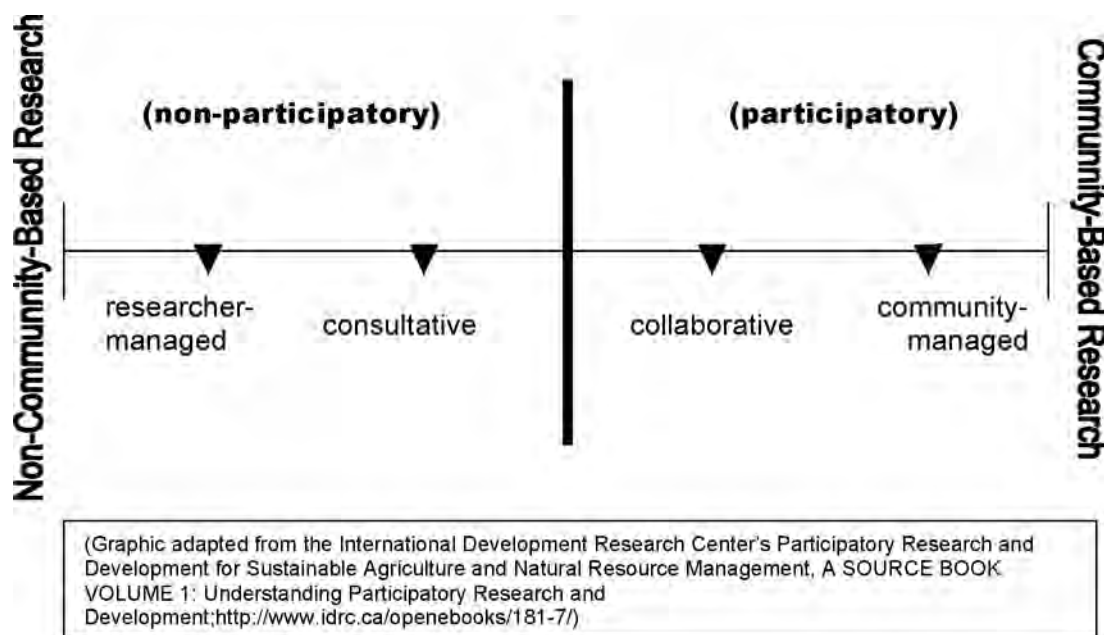 Non-Communnity-Based Research
(non-participatory)
(participatory)
Communnity-Based Research
researcher-
managed
consultative
collaborative
community-
managed
(Graphic adapted from the International Development Research Center's Participatory Research and
Development for Sustainable Agriculture and Natural Resource Management, A SOURCE BOOK
VOLUME 1: Understanding Participatory Research and
Development;http://www.idrc.ca/openebooks/181-7/)